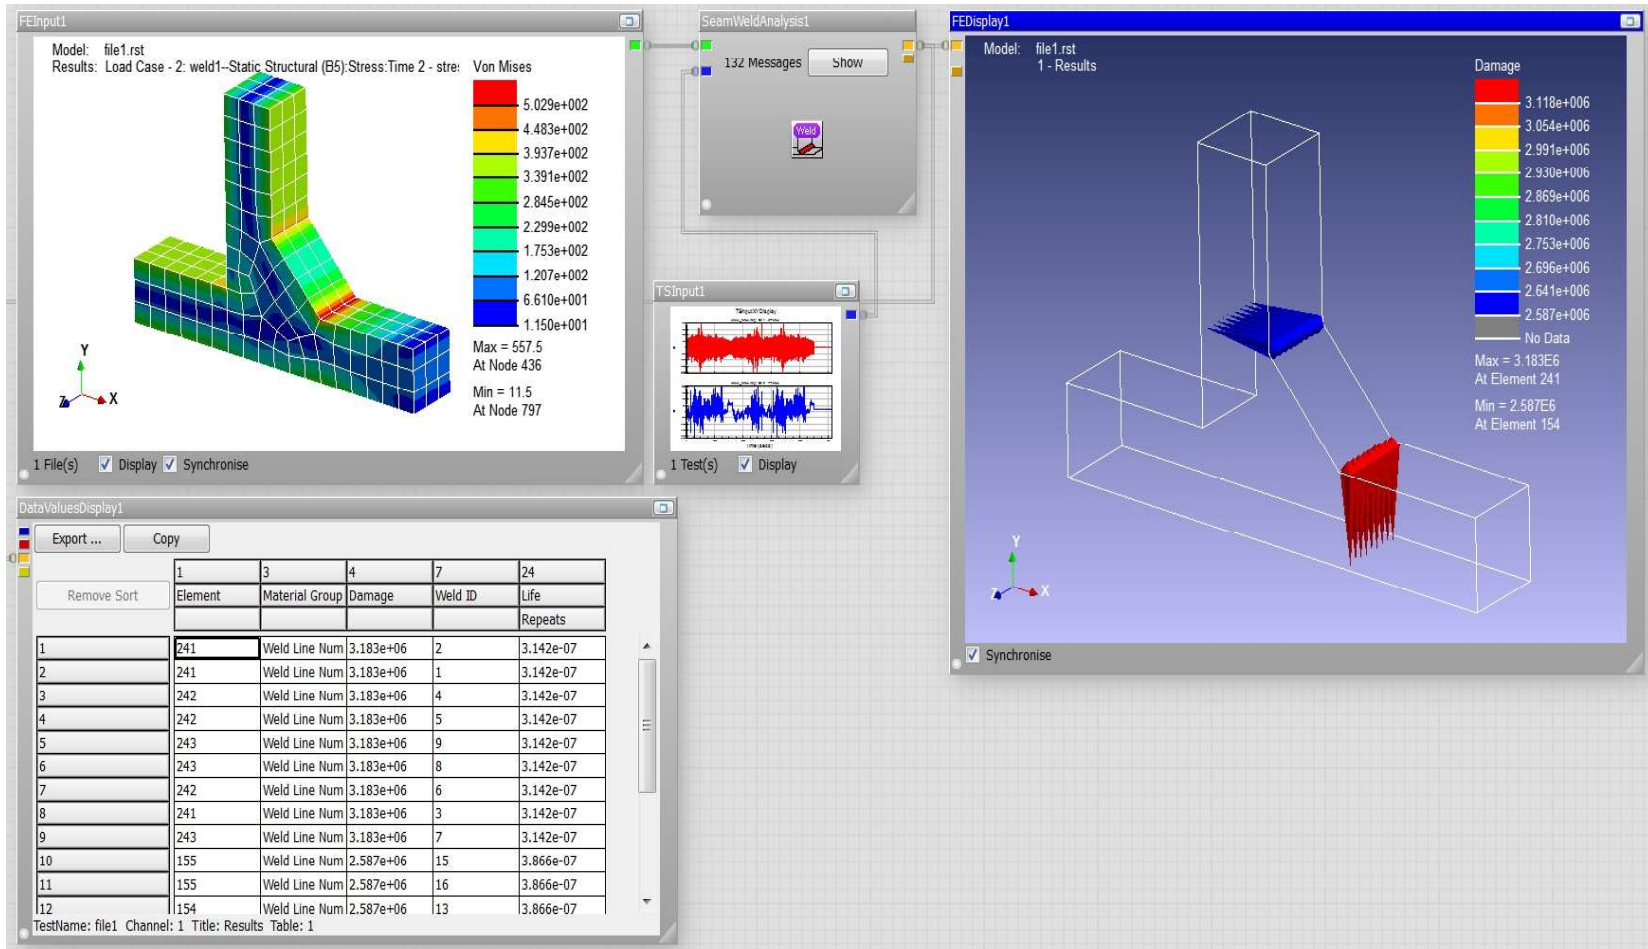 FEInput1
Model: file1.rst
Results: Load Case - 2: weld1--Static Structural (B5):Stress:Time 2 - stre:
Von Mises
5.029e+002
4.483e+002
3.937e+002
3.391e+002
2.845e+002
2.299e+002
1.753e+002
1.207e+002
6.610e+001
1.150e+001
Max = 557.5
At Node 436
Min = 11.5
At Node 797
Y
Z
X
1 File(s) Display Synchronise
SeamWeldAnalysis1
132 Messages Show
Weld
TSInput1
1 Test(s) Display
FEDisplay1
Model: file1.rst
1 - Results
Damage
3.118e+006
3.054e+006
2.991e+006
2.930e+006
2.869e+006
2.810e+006
2.753e+006
2.696e+006
2.641e+006
2.587e+006
No Data
Max = 3.183E6
At Element 241
Min = 2.587E6
At Element 154
Y
Z
X
Synchronise
DataValuesDisplay1
Export ... Copy
1 3 4 7 24
Remove Sort Element Material Group Damage Weld ID Life
Repeats
1 241 Weld Line Num 3.183e+06 2 3.142e-07
2 241 Weld Line Num 3.183e+06 1 3.142e-07
3 242 Weld Line Num 3.183e+06 4 3.142e-07
4 242 Weld Line Num 3.183e+06 5 3.142e-07
5 243 Weld Line Num 3.183e+06 9 3.142e-07
6 243 Weld Line Num 3.183e+06 8 3.142e-07
7 242 Weld Line Num 3.183e+06 6 3.142e-07
8 241 Weld Line Num 3.183e+06 3 3.142e-07
9 243 Weld Line Num 3.183e+06 7 3.142e-07
10 155 Weld Line Num 2.587e+06 15 3.866e-07
11 155 Weld Line Num 2.587e+06 16 3.866e-07
12 154 Weld Line Num 2.587e+06 13 3.866e-07
TestName: file1 Channel: 1 Title: Results Table: 1